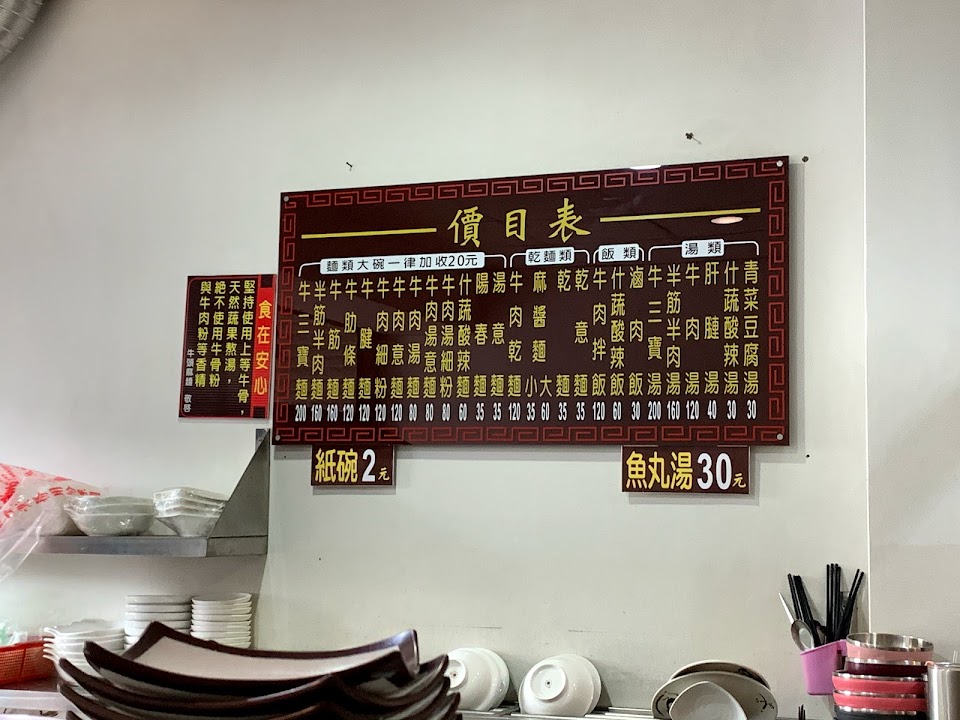 價目表
麵類大碗一律加收20元
牛三寶麵 200
半筋半肉麵 160
牛筋麵 160
牛肋條麵 120
牛腱麵 120
牛肉細粉 120
牛肉意麵 120
牛肉湯麵 80
牛肉湯意麵 80
牛肉湯細粉 80
什蔬酸辣麵 60
陽春麵 35
湯意麵 35
乾麵類
牛肉乾麵 120
麻醬麵 小 35 大 60
乾麵 35
乾意麵 35
飯類
牛肉拌飯 120
什蔬酸辣飯 60
滷肉飯 30
湯類
牛三寶湯 200
半筋半肉湯 160
牛肉湯 120
肝腱湯 40
什蔬酸辣湯 30
青菜豆腐湯 30
食在安心
堅持使用上等牛骨，
天然蔬果熬湯，
絕不使用牛骨粉
與牛肉粉等香精
敬啓
紙碗2元
魚丸湯30元